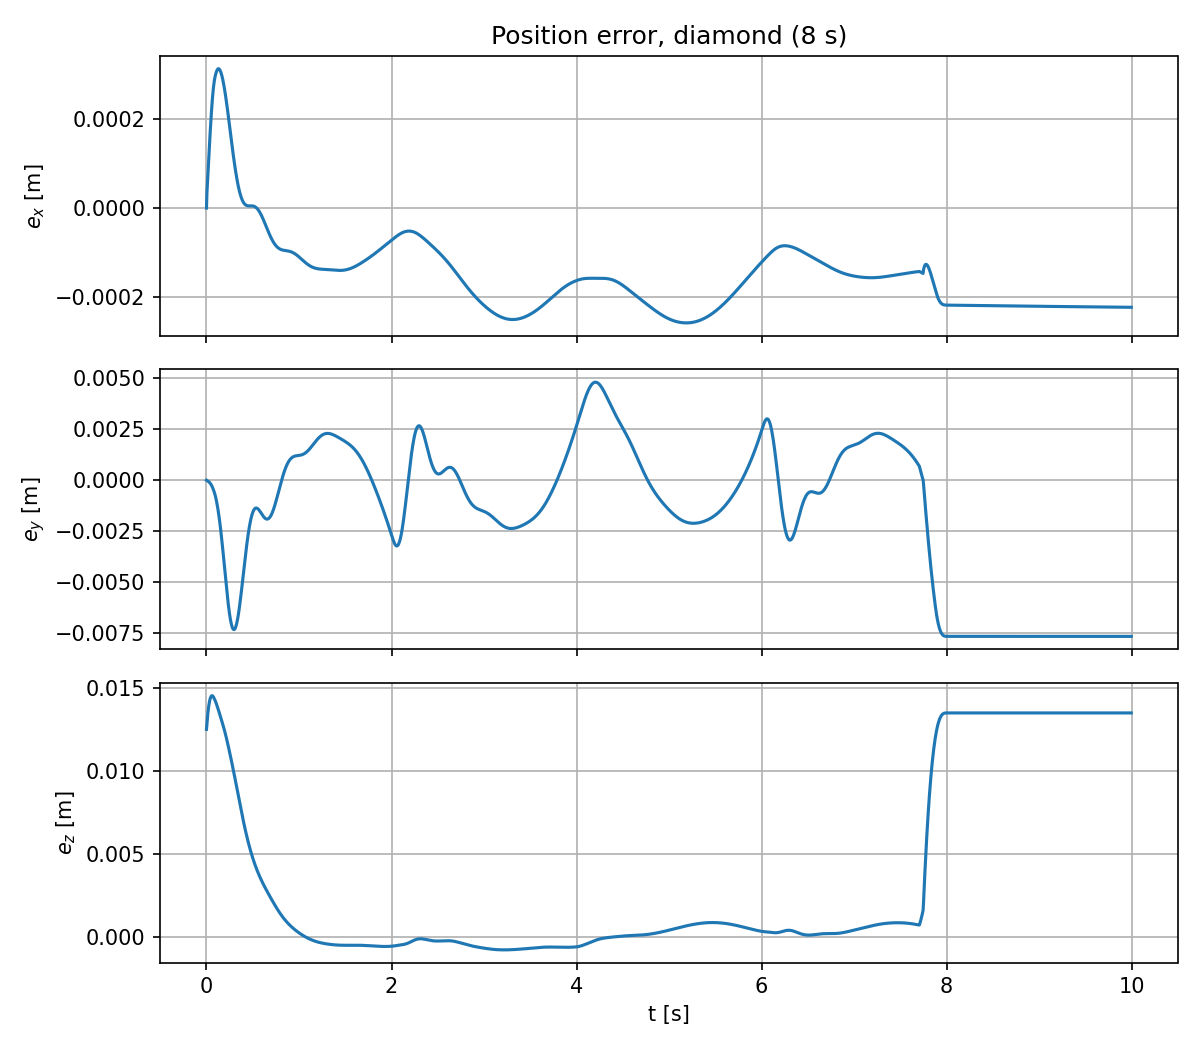 Position error, diamond (8 s)
0.0002
0.0000
−0.0002
e_x [m]
0.0050
0.0025
0.0000
−0.0025
−0.0050
−0.0075
e_y [m]
0.015
0.010
0.005
0.000
e_z [m]
0 2 4 6 8 10
t [s]